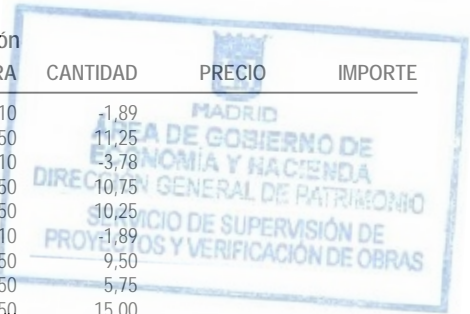 ón
RA CANTIDAD PRECIO IMPORTE
10 -1,89
50 11,25
10 -3,78
50 10,75
50 10,25
10 -1,89
50 9,50
50 5,75
50 15,00
MADRID
ÁREA DE GOBIERNO DE
ECONOMÍA Y HACIENDA
DIRECCIÓN GENERAL DE PATRIMONIO
SERVICIO DE SUPERVISIÓN DE
PROYECTOS Y VERIFICACIÓN DE OBRAS